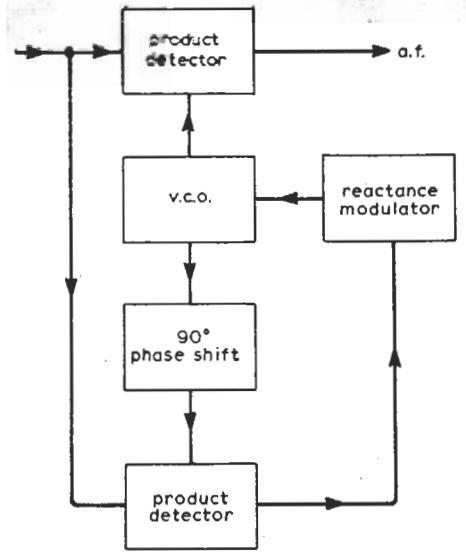 product
detector
a.f.
v.c.o.
reactance
modulator
90°
phase shift
product
detector